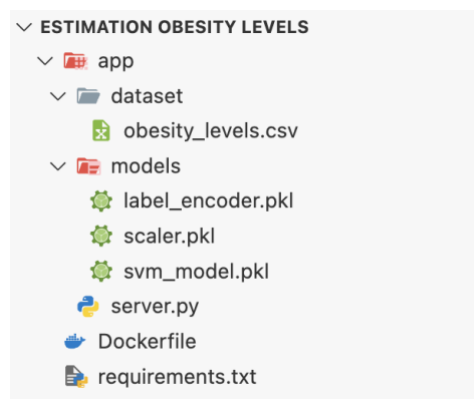 ESTIMATION OBESITY LEVELS
app
dataset
obesity_levels.csv
models
label_encoder.pkl
scaler.pkl
svm_model.pkl
server.py
Dockerfile
requirements.txt